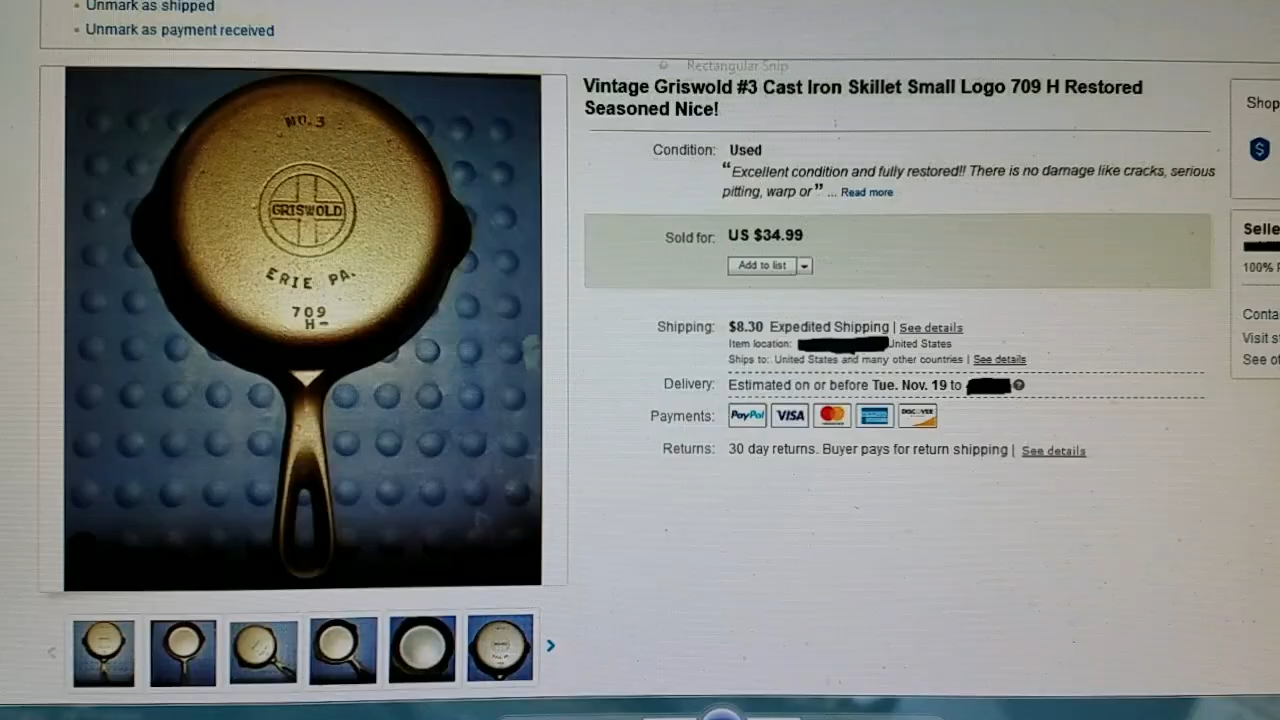 Unmark as shipped
Unmark as payment received
Rectangular Snip
Vintage Griswold #3 Cast Iron Skillet Small Logo 709 H Restored
Seasoned Nice!
Condition: Used
“Excellent condition and fully restored!! There is no damage like cracks, serious
pitting, warp or” ... Read more
Sold for: US $34.99
Add to list
Shipping: $8.30 Expedited Shipping | See details
Item location: United States
Ships to: United States and many other countries | See details
Delivery: Estimated on or before Tue. Nov. 19 to
Payments: PayPal VISA DISCOVER
Returns: 30 day returns. Buyer pays for return shipping | See details
NO. 3
GRISWOLD
ERIE PA.
709
H
Shop
$
Selle
100%
Conta
Visit s
See o